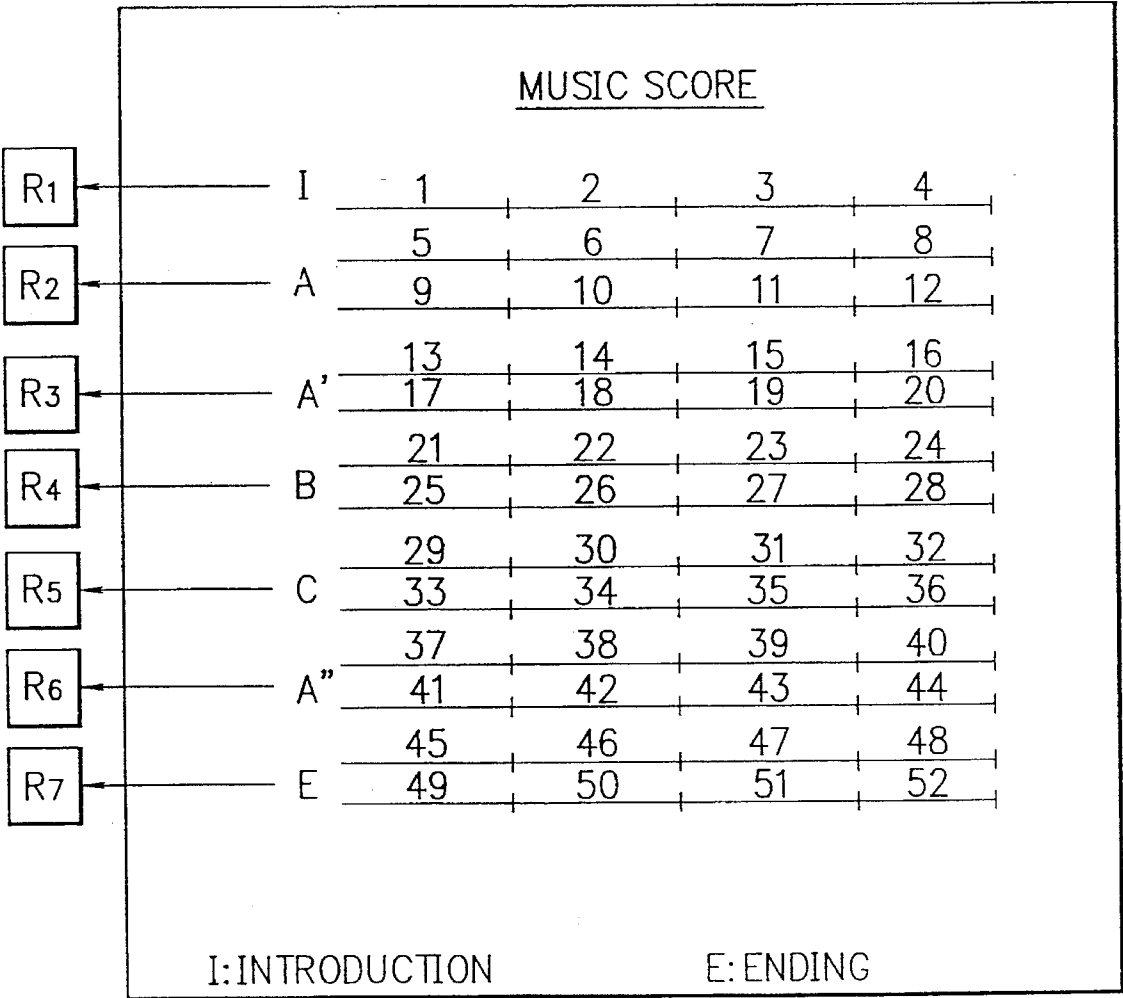 MUSIC SCORE
R1 I 1 2 3 4
5 6 7 8
R2 A 9 10 11 12
13 14 15 16
R3 A' 17 18 19 20
21 22 23 24
R4 B 25 26 27 28
29 30 31 32
R5 C 33 34 35 36
37 38 39 40
R6 A" 41 42 43 44
45 46 47 48
R7 E 49 50 51 52
I: INTRODUCTION E: ENDING